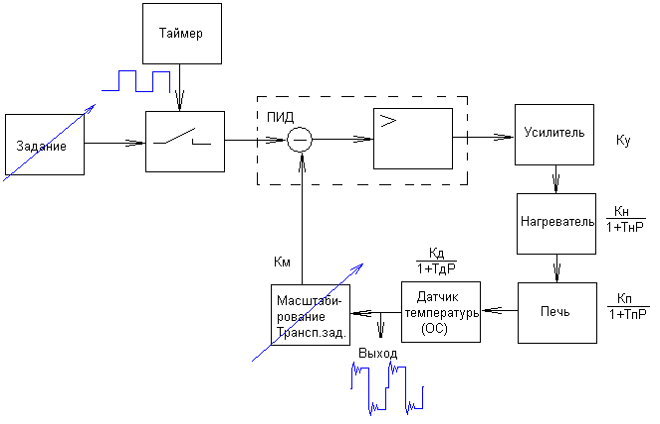 Таймер
Задание
ПИД
>
Усилитель
Ку
Нагреватель
Кн
1+ТнР
Печь
Кп
1+ТпР
Кд
1+ТдР
Датчик
температуры
(ОС)
Км
Масштаби-
рование
Трансп.зад.
Выход